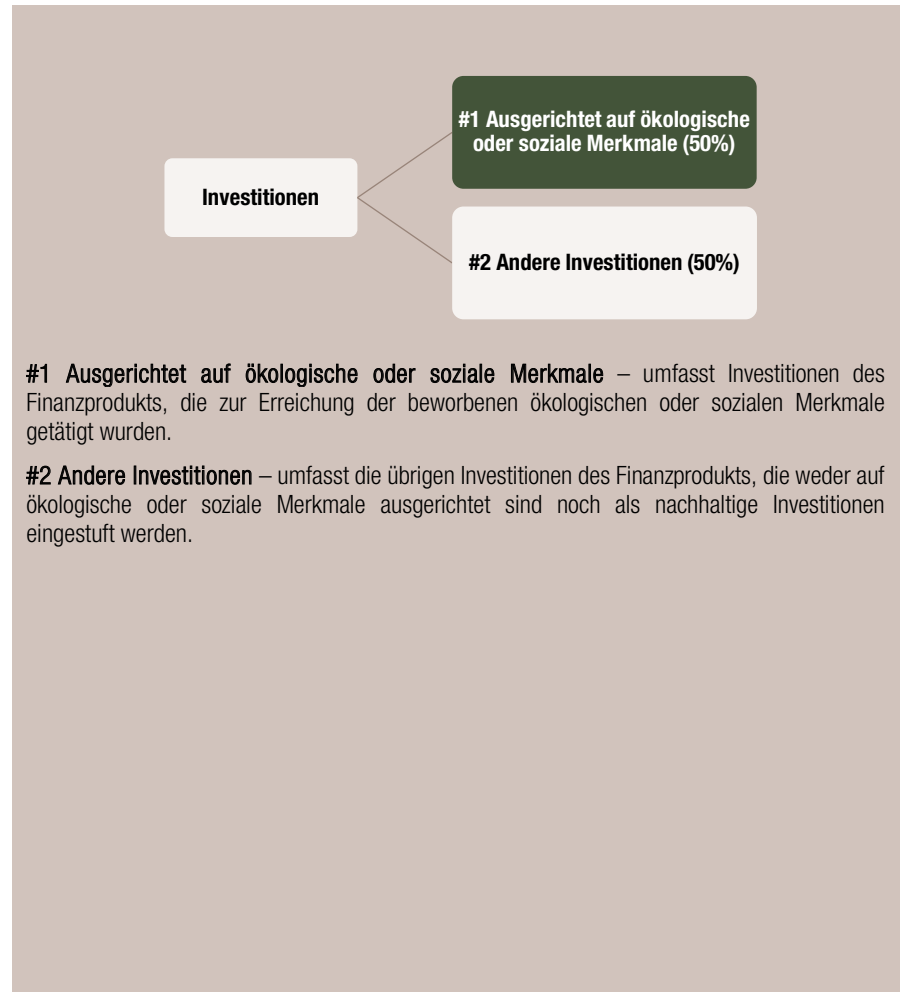 #1 Ausgerichtet auf ökologische
oder soziale Merkmale (50%)
Investitionen
#2 Andere Investitionen (50%)
#1 Ausgerichtet auf ökologische oder soziale Merkmale – umfasst Investitionen des
Finanzprodukts, die zur Erreichung der beworbenen ökologischen oder sozialen Merkmale
getätigt wurden.
#2 Andere Investitionen – umfasst die übrigen Investitionen des Finanzprodukts, die weder auf
ökologische oder soziale Merkmale ausgerichtet sind noch als nachhaltige Investitionen
eingestuft werden.